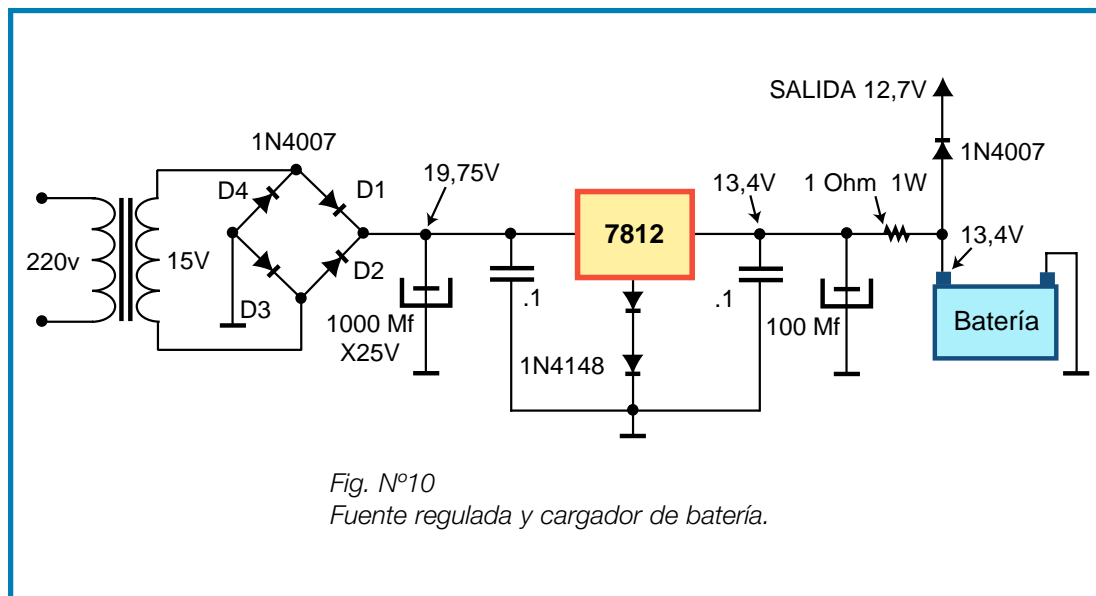 SALIDA 12,7V
1N4007
1N4007
19,75V
13,4V
1 Ohm 1W
D4
D1
7812
13,4V
220v
15V
D2
D3
.1
.1
1000 Mf
X25V
100 Mf
Batería
1N4148
Fig. Nº10
Fuente regulada y cargador de batería.